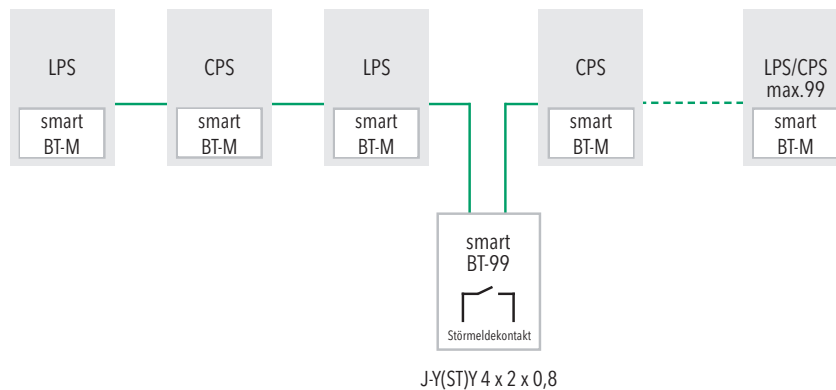 LPS
smart
BT-M
CPS
smart
BT-M
LPS
smart
BT-M
CPS
smart
BT-M
LPS/CPS
max.99
smart
BT-M
smart
BT-99
Störmeldekontakt
J-Y(ST)Y 4 x 2 x 0,8